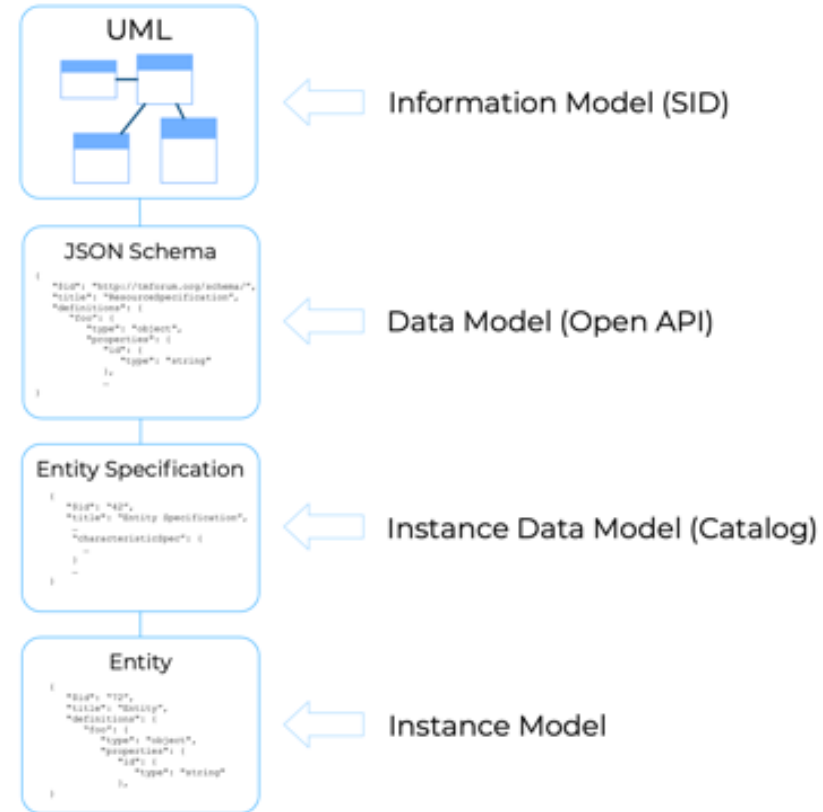 UML
Information Model (SID)
JSON Schema
{
"$id": "http://tmforum.org/schema/",
"title": "ResourceSpecification",
"definitions": {
"foo": {
"type": "object",
"properties": {
"id": {
"type": "string"
},
…
}
Data Model (Open API)
Entity Specification
{
"$id": "42",
"title": "Entity Specification",
…
"characteristicSpec": {
…
}
…
}
Instance Data Model (Catalog)
Entity
{
"$id": "72",
"title": "Entity",
"definitions": {
"foo": {
"type": "object",
"properties": {
"id": {
"type": "string"
},
}
Instance Model